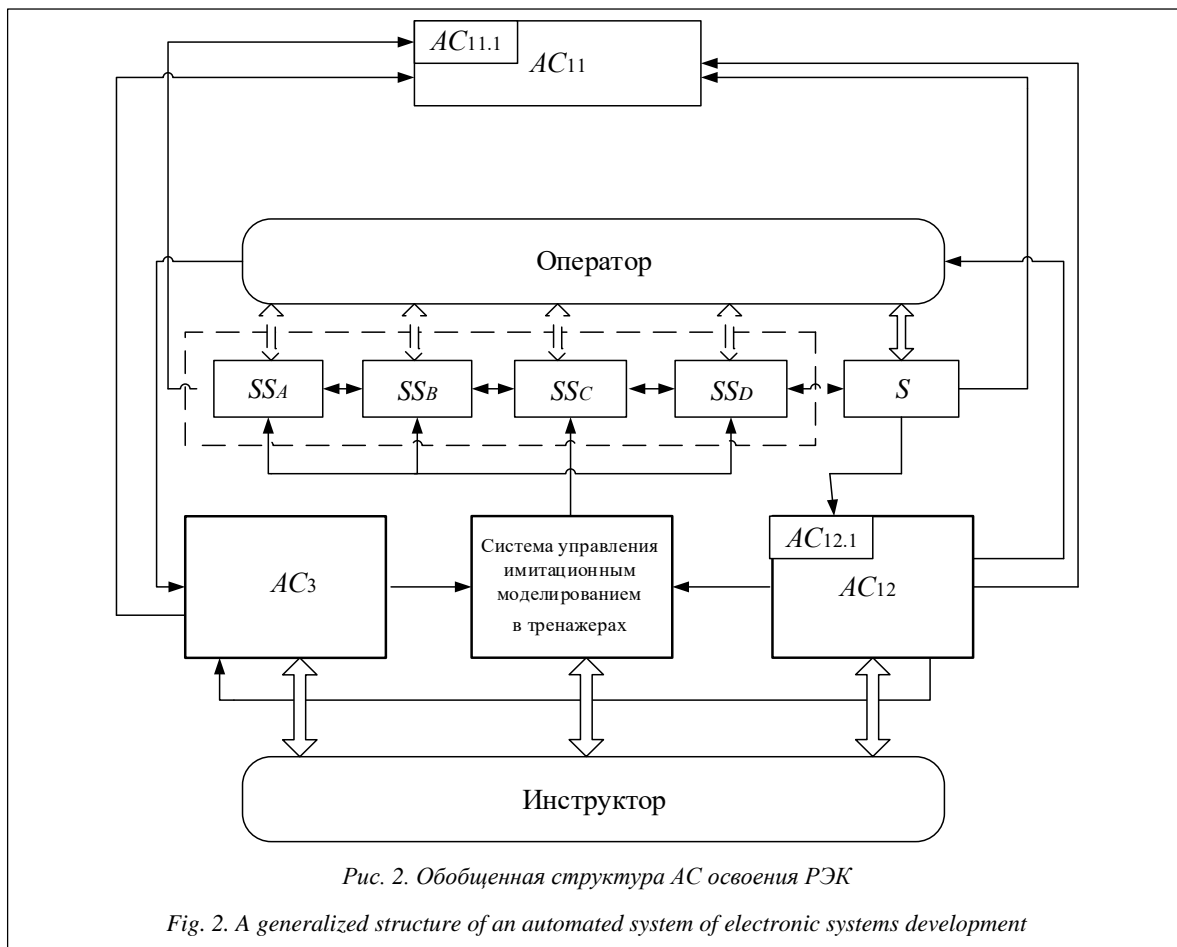 AC11.1
AC11
Оператор
SSA
SSB
SSC
SSD
S
AC3
Система управления
имитационным
моделированием
в тренажерах
AC12.1
AC12
Инструктор
Рис. 2. Обобщенная структура АС освоения РЭК
Fig. 2. A generalized structure of an automated system of electronic systems development